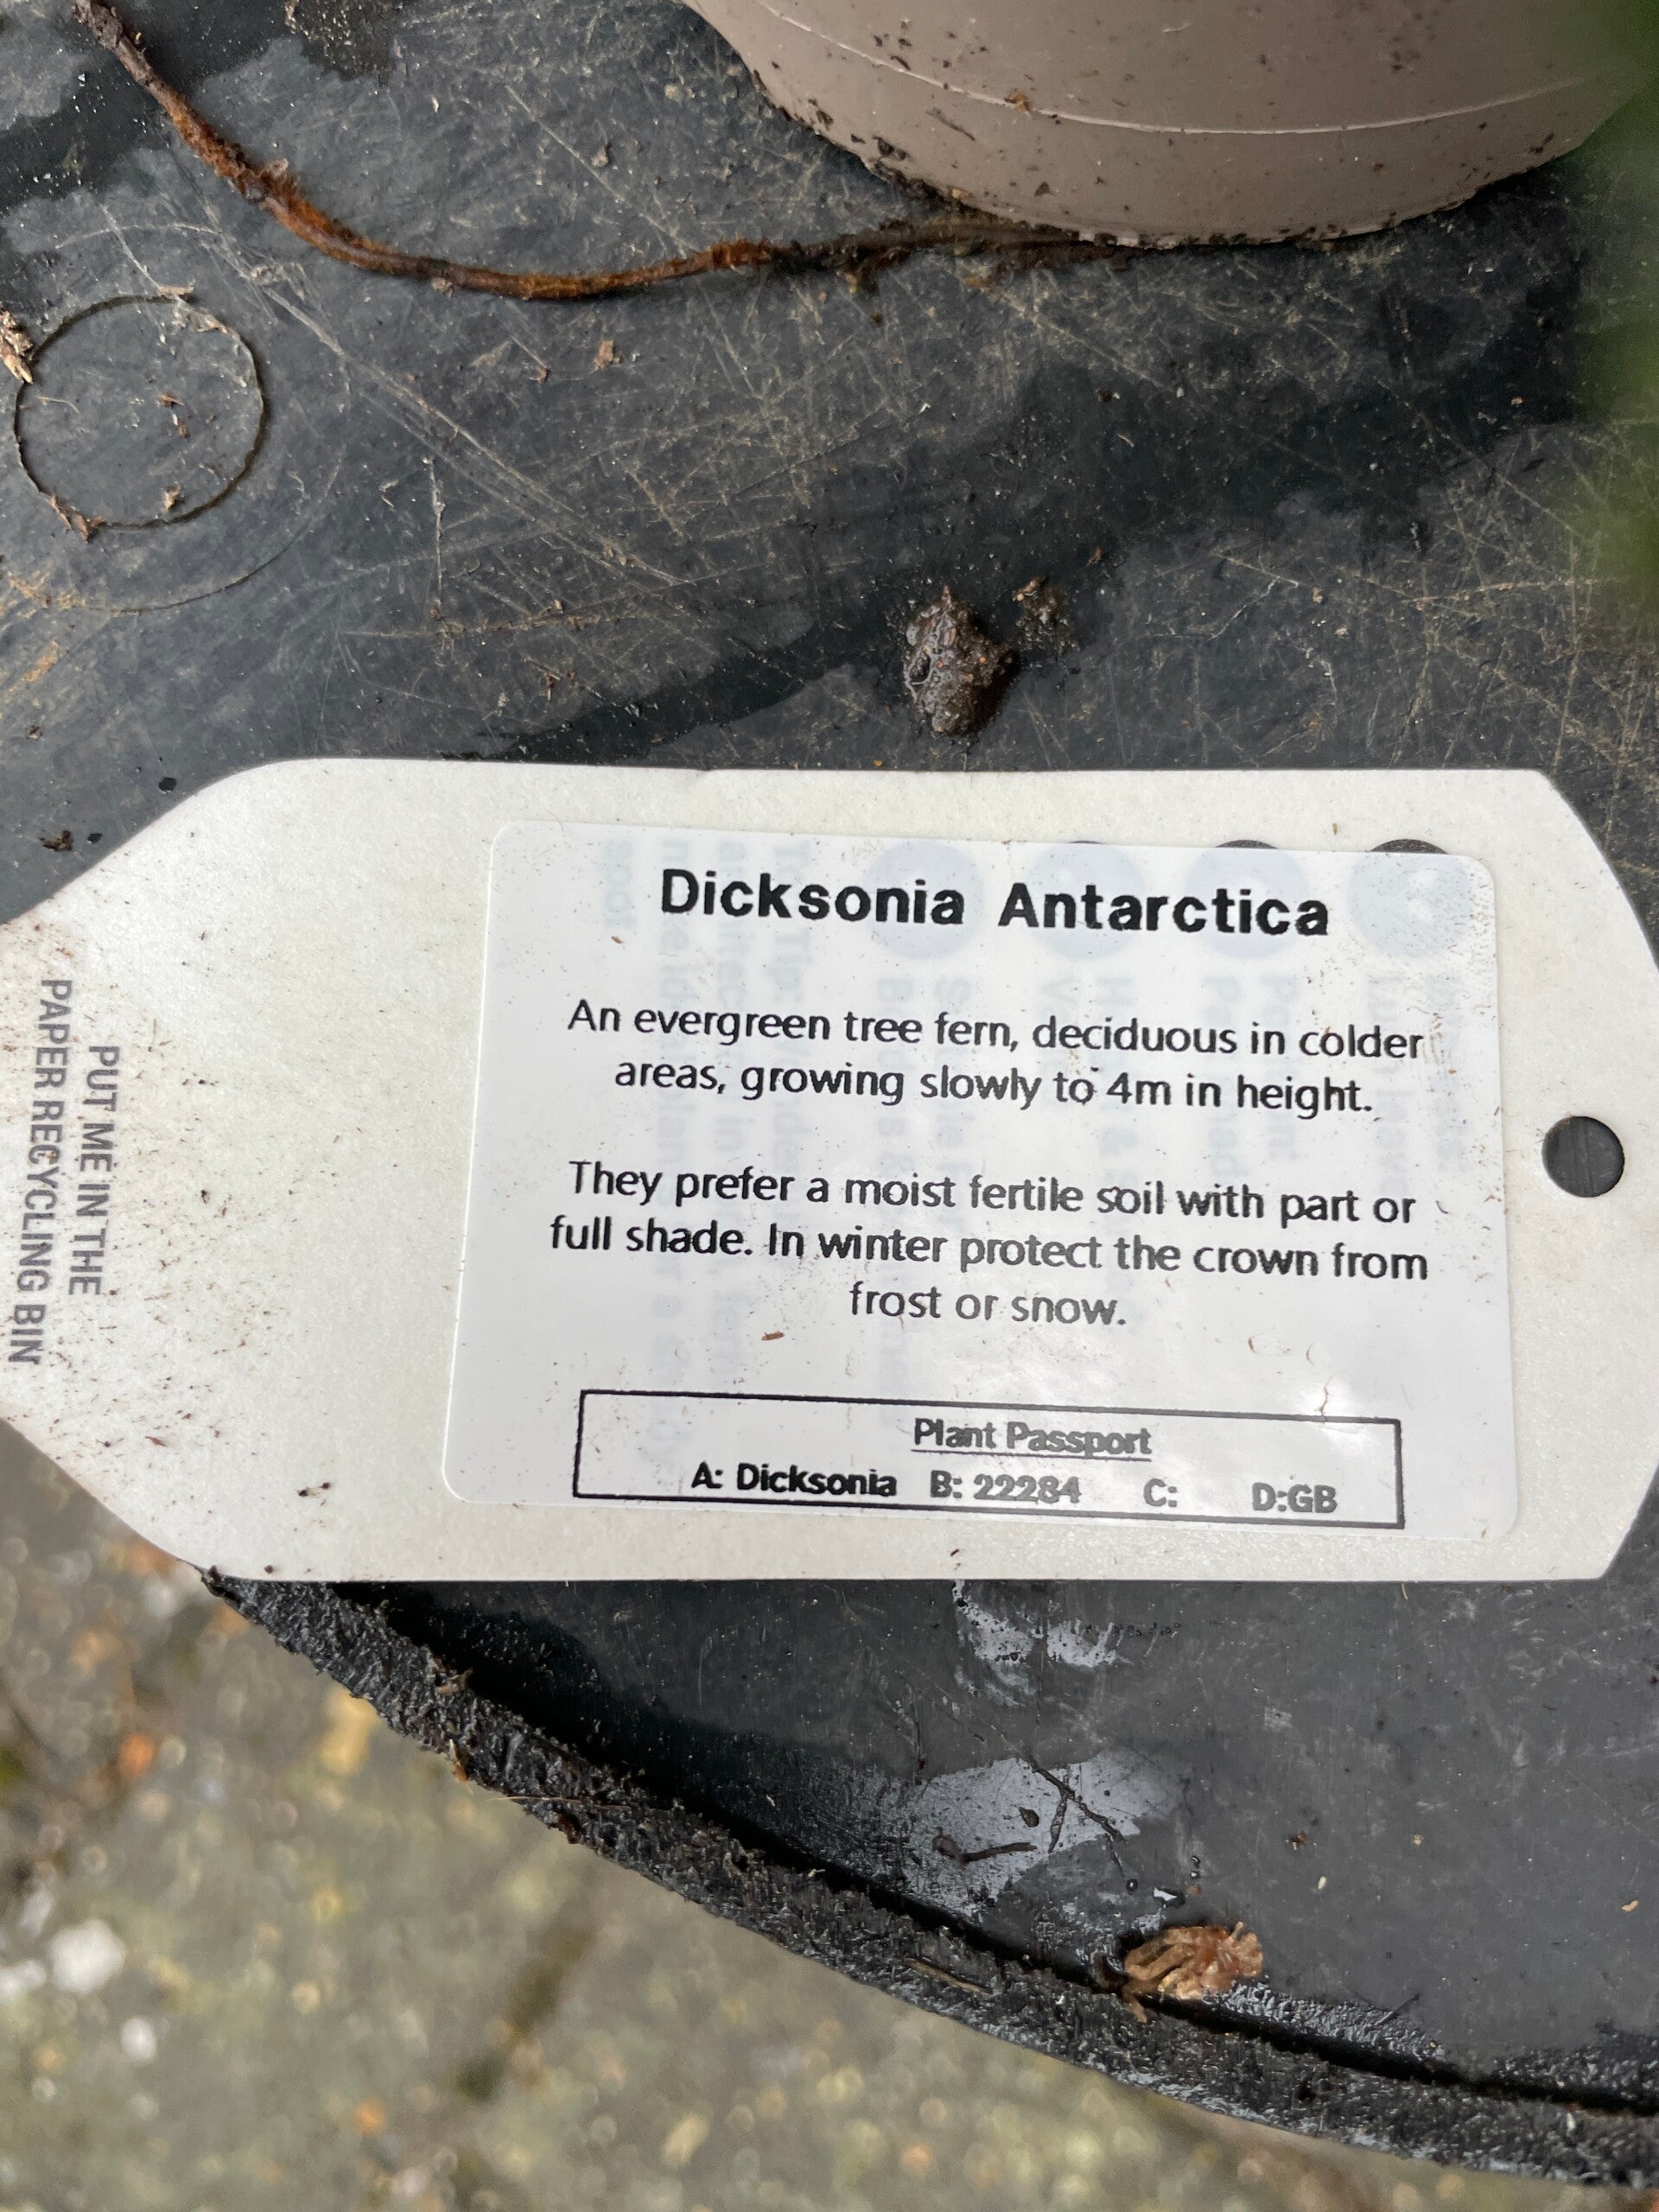 Dicksonia Antarctica
An evergreen tree fern, deciduous in colder
areas, growing slowly to 4m in height.
They prefer a moist fertile soil with part or
full shade. In winter protect the crown from
frost or snow.
Plant Passport
A: Dicksonia B: 22284 C: D:GB
PUT ME IN THE
PAPER RECYCLING BIN